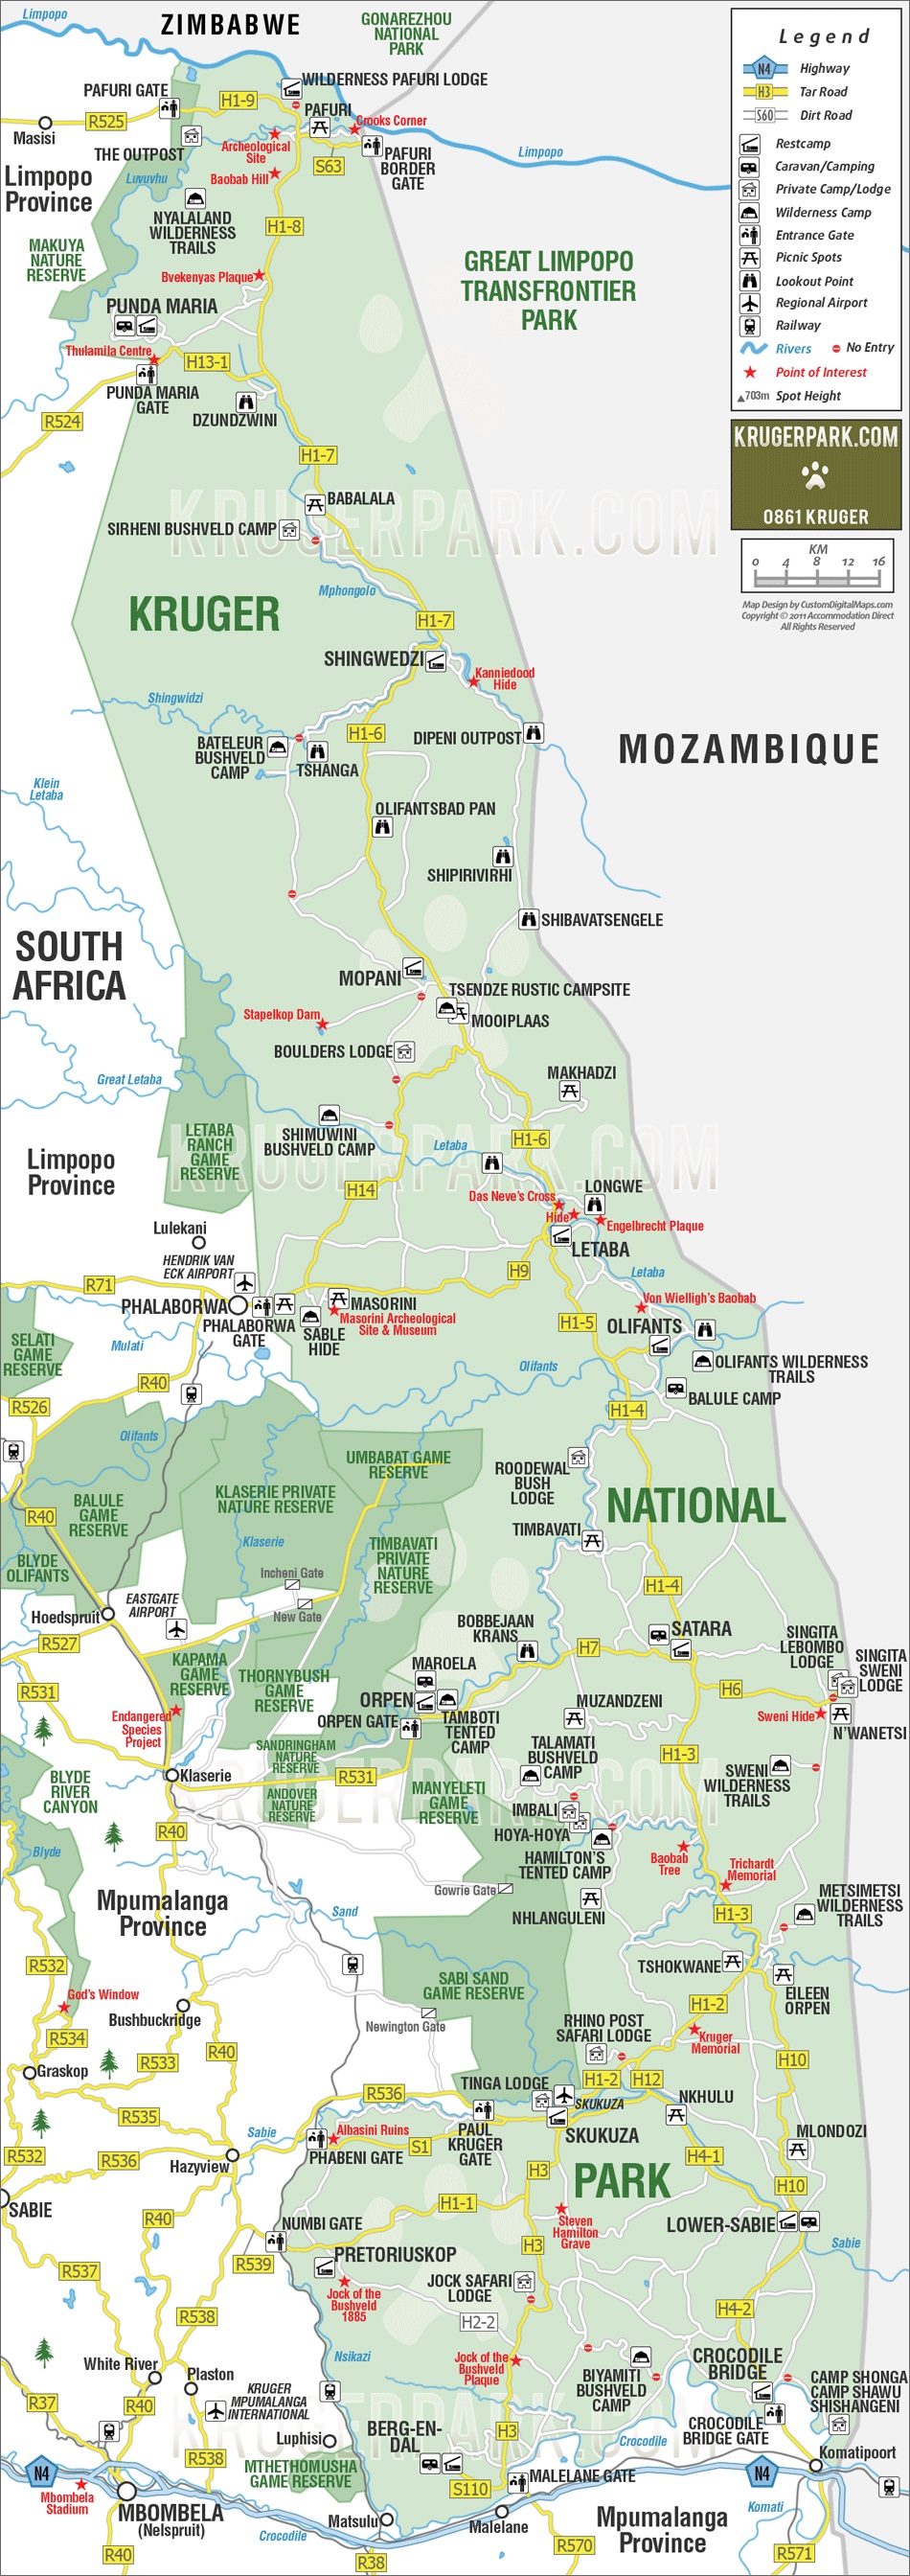 Limpopo
ZIMBABWE
GONAREZHOU
NATIONAL
PARK
Legend
N4 Highway
H3 Tar Road
S60 Dirt Road
Restcamp
Caravan/Camping
Private Camp/Lodge
Wilderness Camp
Entrance Gate
Picnic Spots
Lookout Point
Regional Airport
Railway
Rivers
No Entry
Point of Interest
703m Spot Height
KRUGERPARK.COM
0861 KRUGER
KM
0 4 8 12 16
Map Design by CustomDigitalMaps.com
Copyright © 2011 Accommodation Direct
All Rights Reserved
PAFURI GATE
H1-9
WILDERNESS PAFURI LODGE
PAFURI
Crooks Corner
R525
Masisi
THE OUTPOST
Archeological
Site
S63
PAFURI
BORDER
GATE
Limpopo
Limpopo
Province
Luvuvhu
Baobab Hill
NYALALAND
WILDERNESS
TRAILS
H1-8
MAKUYA
NATURE
RESERVE
Bvekenyas Plaque
GREAT LIMPOPO
TRANSFRONTIER
PARK
PUNDA MARIA
Thulamila Centre
H13-1
PUNDA MARIA
GATE
DZUNDZWINI
R524
H1-7
BABALALA
KRUGERPARK.COM
SIRHENI BUSHVELD CAMP
Mphongolo
KRUGER
H1-7
SHINGWEDZI
Kanniedood
Hide
Shingwidzi
H1-6
DIPENI OUTPOST
MOZAMBIQUE
BATELEUR
BUSHVELD
CAMP
TSHANGA
Klein
Letaba
OLIFANTSBAD PAN
SHIPIRIVIRHI
SHIBAVATSENGELE
SOUTH
AFRICA
MOPANI
TSENDZE RUSTIC CAMPSITE
Stapelkop Dam
MOOIPLAAS
BOULDERS LODGE
MAKHADZI
Great Letaba
LETABA
RANCH
GAME
RESERVE
SHIMUWINI
BUSHVELD CAMP
KRUGERPARK.COM
H1-6
Letaba
Limpopo
Province
H14
LONGWE
Das Neve's Cross
Hide
Engelbrecht Plaque
Lulekani
HENDRIK VAN
ECK AIRPORT
LETABA
H9
Letaba
R71
PHALABORWA
MASORINI
Masorini Archeological
Site & Museum
PHALABORWA
GATE
SABLE
HIDE
Von Wielligh's Baobab
H1-5
OLIFANTS
SELATI
GAME
RESERVE
Mulati
Olifants
OLIFANTS WILDERNESS
TRAILS
R40
BALULE CAMP
R526
H1-4
Olifants
UMBABAT GAME
RESERVE
ROODEWAL
BUSH
LODGE
BALULE
GAME
RESERVE
KLASERIE PRIVATE
NATURE RESERVE
NATIONAL
R40
Klaserie
TIMBAVATI
PRIVATE
NATURE
RESERVE
TIMBAVATI
BLYDE
OLIFANTS
Incheni Gate
New Gate
H1-4
EASTGATE
AIRPORT
Hoedspruit
BOBBEJAAN
KRANS
SATARA
SINGITA
LEBOMBO
LODGE
SINGITA
SWENI
LODGE
R527
H7
KAPAMA
GAME
RESERVE
THORNYBUSH
GAME
RESERVE
MAROELA
R531
ORPEN
H6
MUZANDZENI
Endangered
Species
Project
ORPEN GATE
TAMBOTI
TENTED
CAMP
Sweni Hide
N'WANETSI
SANDRINGHAM
NATURE
RESERVE
TALAMATI
BUSHVELD
CAMP
H1-3
BLYDE
RIVER
CANYON
Klaserie
R531
SWENI
WILDERNESS
TRAILS
ANDOVER
NATURE
RESERVE
MANYELETI
GAME
RESERVE
KRUGERPARK.COM
IMBALI
HOYA-HOYA
R40
Blyde
HAMILTON'S
TENTED CAMP
Baobab
Tree
Trichardt
Memorial
Gowrie Gate
Mpumalanga
Province
Sand
NHLANGULENI
H1-3
METSIMETSI
WILDERNESS
TRAILS
R532
TSHOKWANE
SABI SAND
GAME RESERVE
EILEEN
ORPEN
God's Window
Bushbuckridge
H1-2
Newington Gate
RHINO POST
SAFARI LODGE
R534
R533
R40
Kruger
Memorial
Graskop
H10
H1-2
H12
TINGA LODGE
R536
SKUKUZA
NKHULU
R535
Sabie
Albasini Ruins
PAUL
KRUGER
GATE
SKUKUZA
MLONDOZI
R532
R536
Hazyview
PHABENI GATE
S1
H3
H4-1
PARK
H10
SABIE
H1-1
R40
NUMBI GATE
Steven
Hamilton
Grave
LOWER-SABIE
Sabie
R539
PRETORIUSKOP
H3
R537
JOCK SAFARI
LODGE
Jock of the
Bushveld
1885
R538
H2-2
H4-2
Nsikazi
Jock of the
Bushveld
Plaque
White River
Plaston
BIYAMITI
BUSHVELD
CAMP
CROCODILE
BRIDGE
CAMP SHONGA
CAMP SHAWU
SHISHANGENI
R37
R40
KRUGER
MPUMALANGA
INTERNATIONAL
KRUGERPARK.COM
Luphisi
BERG-EN-
DAL
H3
CROCODILE
BRIDGE GATE
Crocodile
R538
MTHETHOMUSHA
GAME RESERVE
Komatipoort
N4
S110
MALELANE GATE
N4
Mbombela
Stadium
MBOMBELA
(Nelspruit)
Crocodile
Matsulu
Malelane
Mpumalanga
Province
Komati
R40
R38
R570
R571